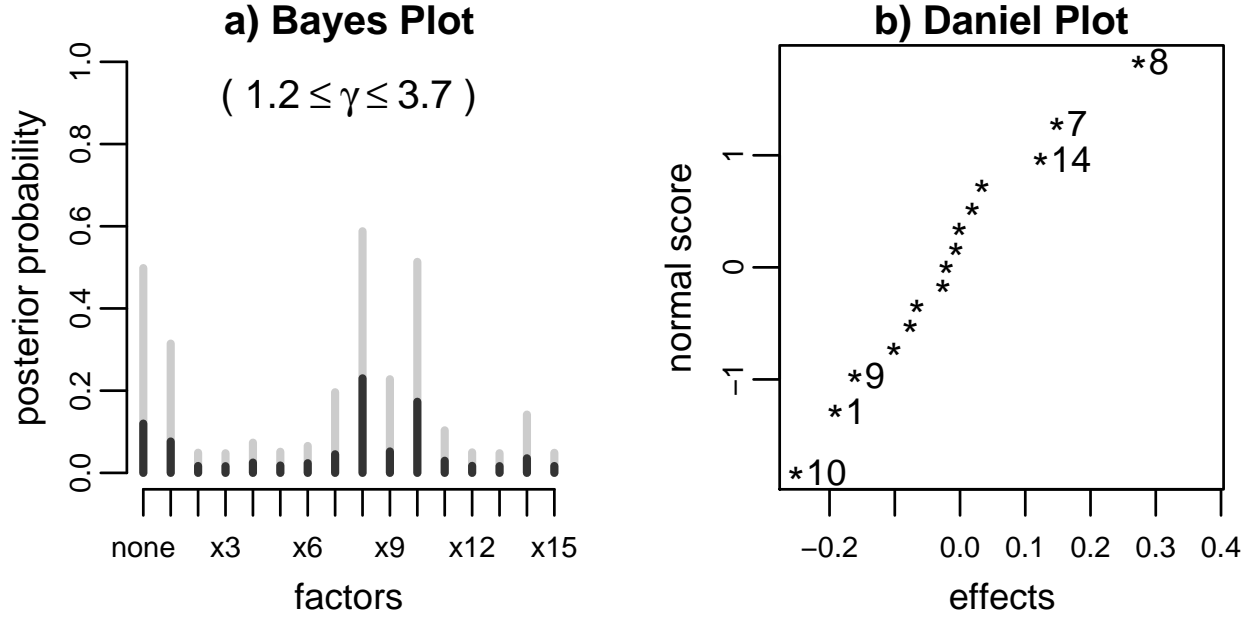 a) Bayes Plot
( 1.2 ≤ γ ≤ 3.7 )
posterior probability
1.0
0.8
0.6
0.4
0.2
0.0
none x3 x6 x9 x12 x15
factors
b) Daniel Plot
normal score
1
0
−1
*8
*7
*14
*9
*1
*10
−0.2 0.0 0.1 0.2 0.3 0.4
effects